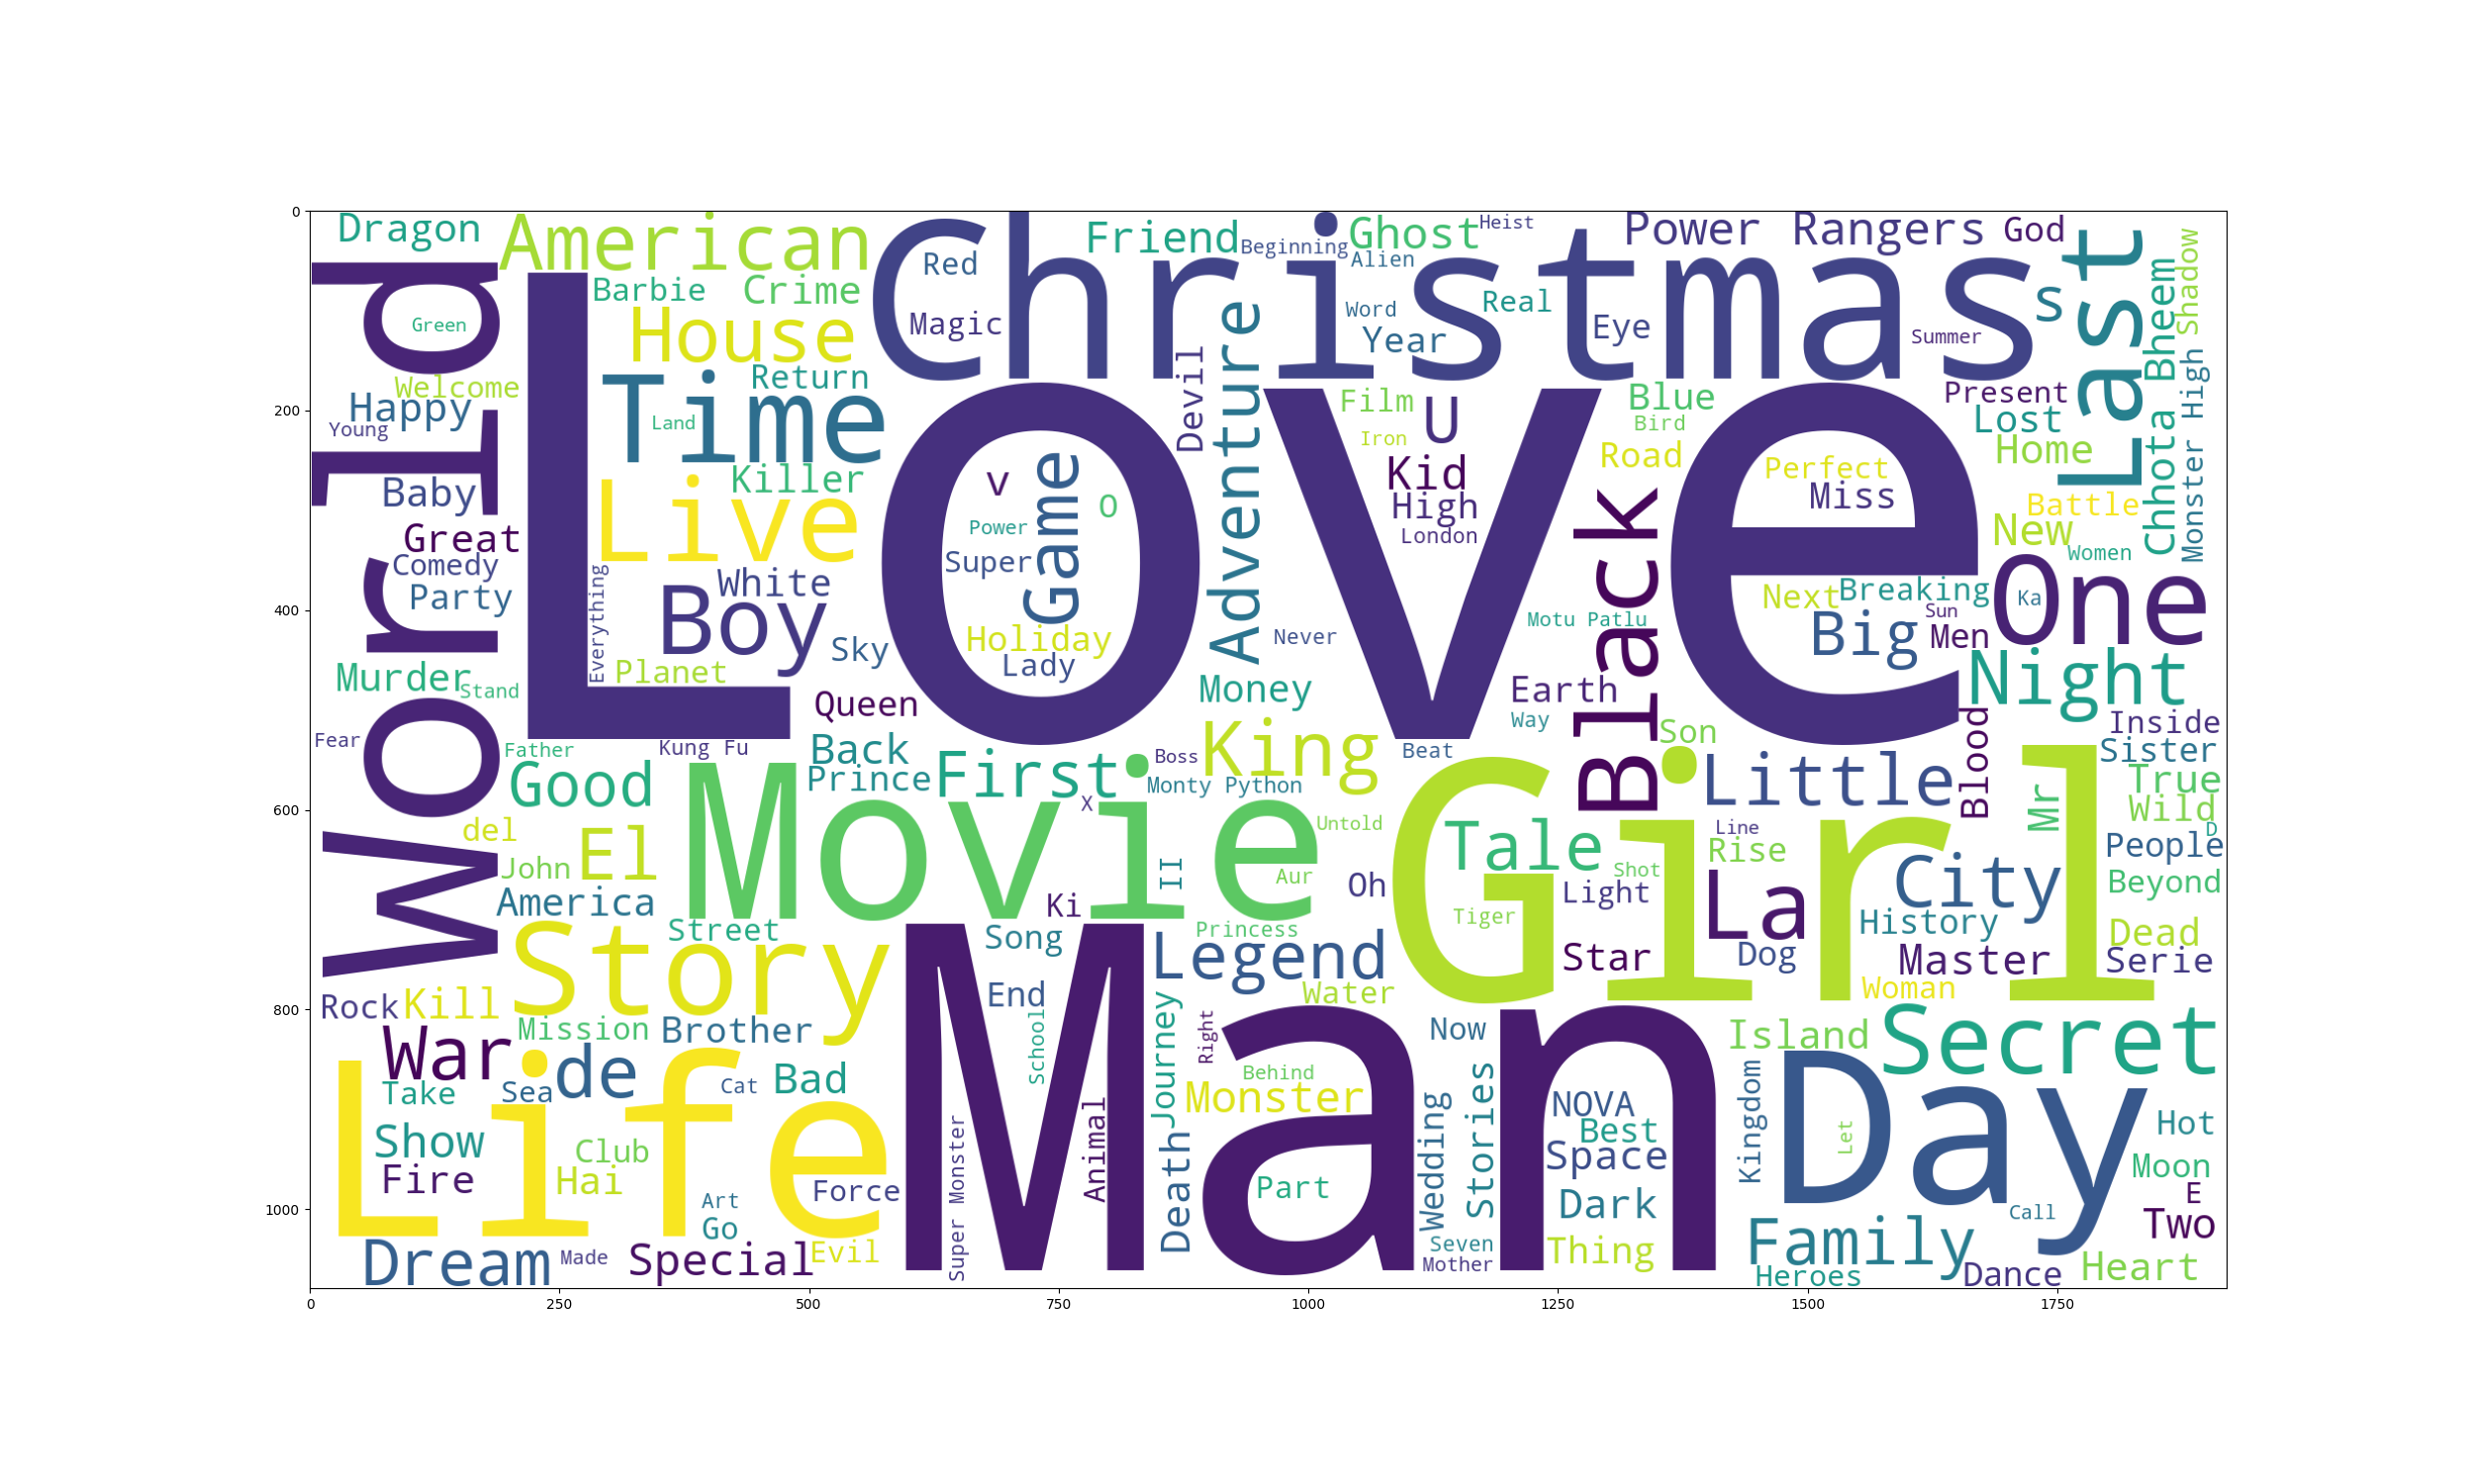 0
200
400
600
800
1000
0
250
500
750
1000
1250
1500
1750
Dragon
American
Christmas
Friend
Beginning
Ghost
Heist
Power Rangers
God
Last
Shadow
World
Green
Barbie
Crime
Red
Alien
Word
Real
s
Chhota Bheem
House
Magic
Year
Eye
Summer
Monster High
Welcome
Happy
Young
Love
Time
Return
Land
Devil
Adventure
Film
U
Iron
Blue
Bird
Present
Lost
Home
Baby
Live
Killer
v
Game
O
Power
Super
Kid
High
London
Road
Black
Perfect
Miss
Battle
New
Women
Great
Comedy
Party
Everything
White
Boy
Sky
Planet
Holiday
Lady
Never
Motu Patlu
Next
Breaking
Big
Sun
Men
One
Ka
Night
Murder
Stand
Queen
Money
Earth
Way
Son
Blood
Inside
Sister
Fear
Father
Kung Fu
Back
Prince
First
Boss
King
Beat
Monty Python
Little
Mr
True
Wild
D
Good
Movie
X
Untold
Girl
Line
People
del
El
John
Tale
Rise
Shot
City
Beyond
America
Street
II
Aur
Ki
Oh
Light
Tiger
La
History
Dead
Story
Song
Princess
Legend
Star
Dog
Master
Serie
Rock
Kill
Man
End
Water
Woman
Mission
Brother
School
Journey
Right
Now
Island
Secret
War
Life
de
Sea
Take
Cat
Bad
Behind
Monster
Stories
NOVA
Kingdom
Day
Let
Hot
Show
Club
Super Monster
Animal
Death
Wedding
Best
Space
Moon
Fire
Hai
Art
Force
Part
Dark
E
Go
Call
Two
Dream
Made
Special
Evil
Seven
Mother
Thing
Family
Heroes
Dance
Heart